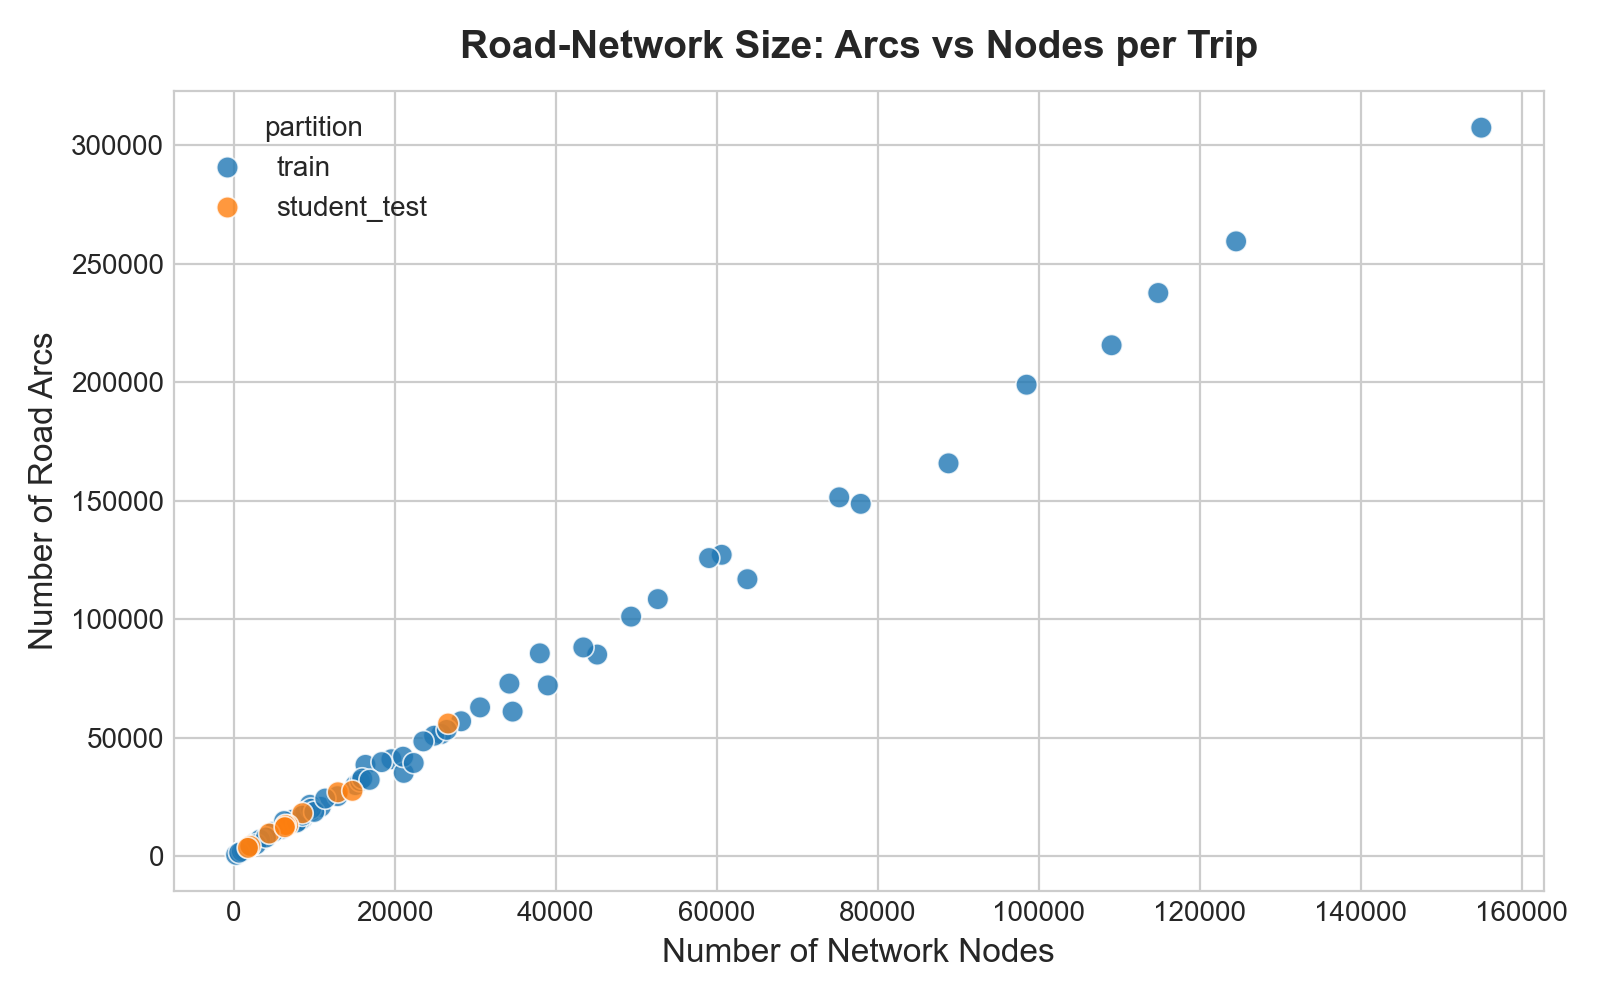 Road-Network Size: Arcs vs Nodes per Trip
partition
train
student_test
Number of Road Arcs
300000
250000
200000
150000
100000
50000
0
0 20000 40000 60000 80000 100000 120000 140000 160000
Number of Network Nodes